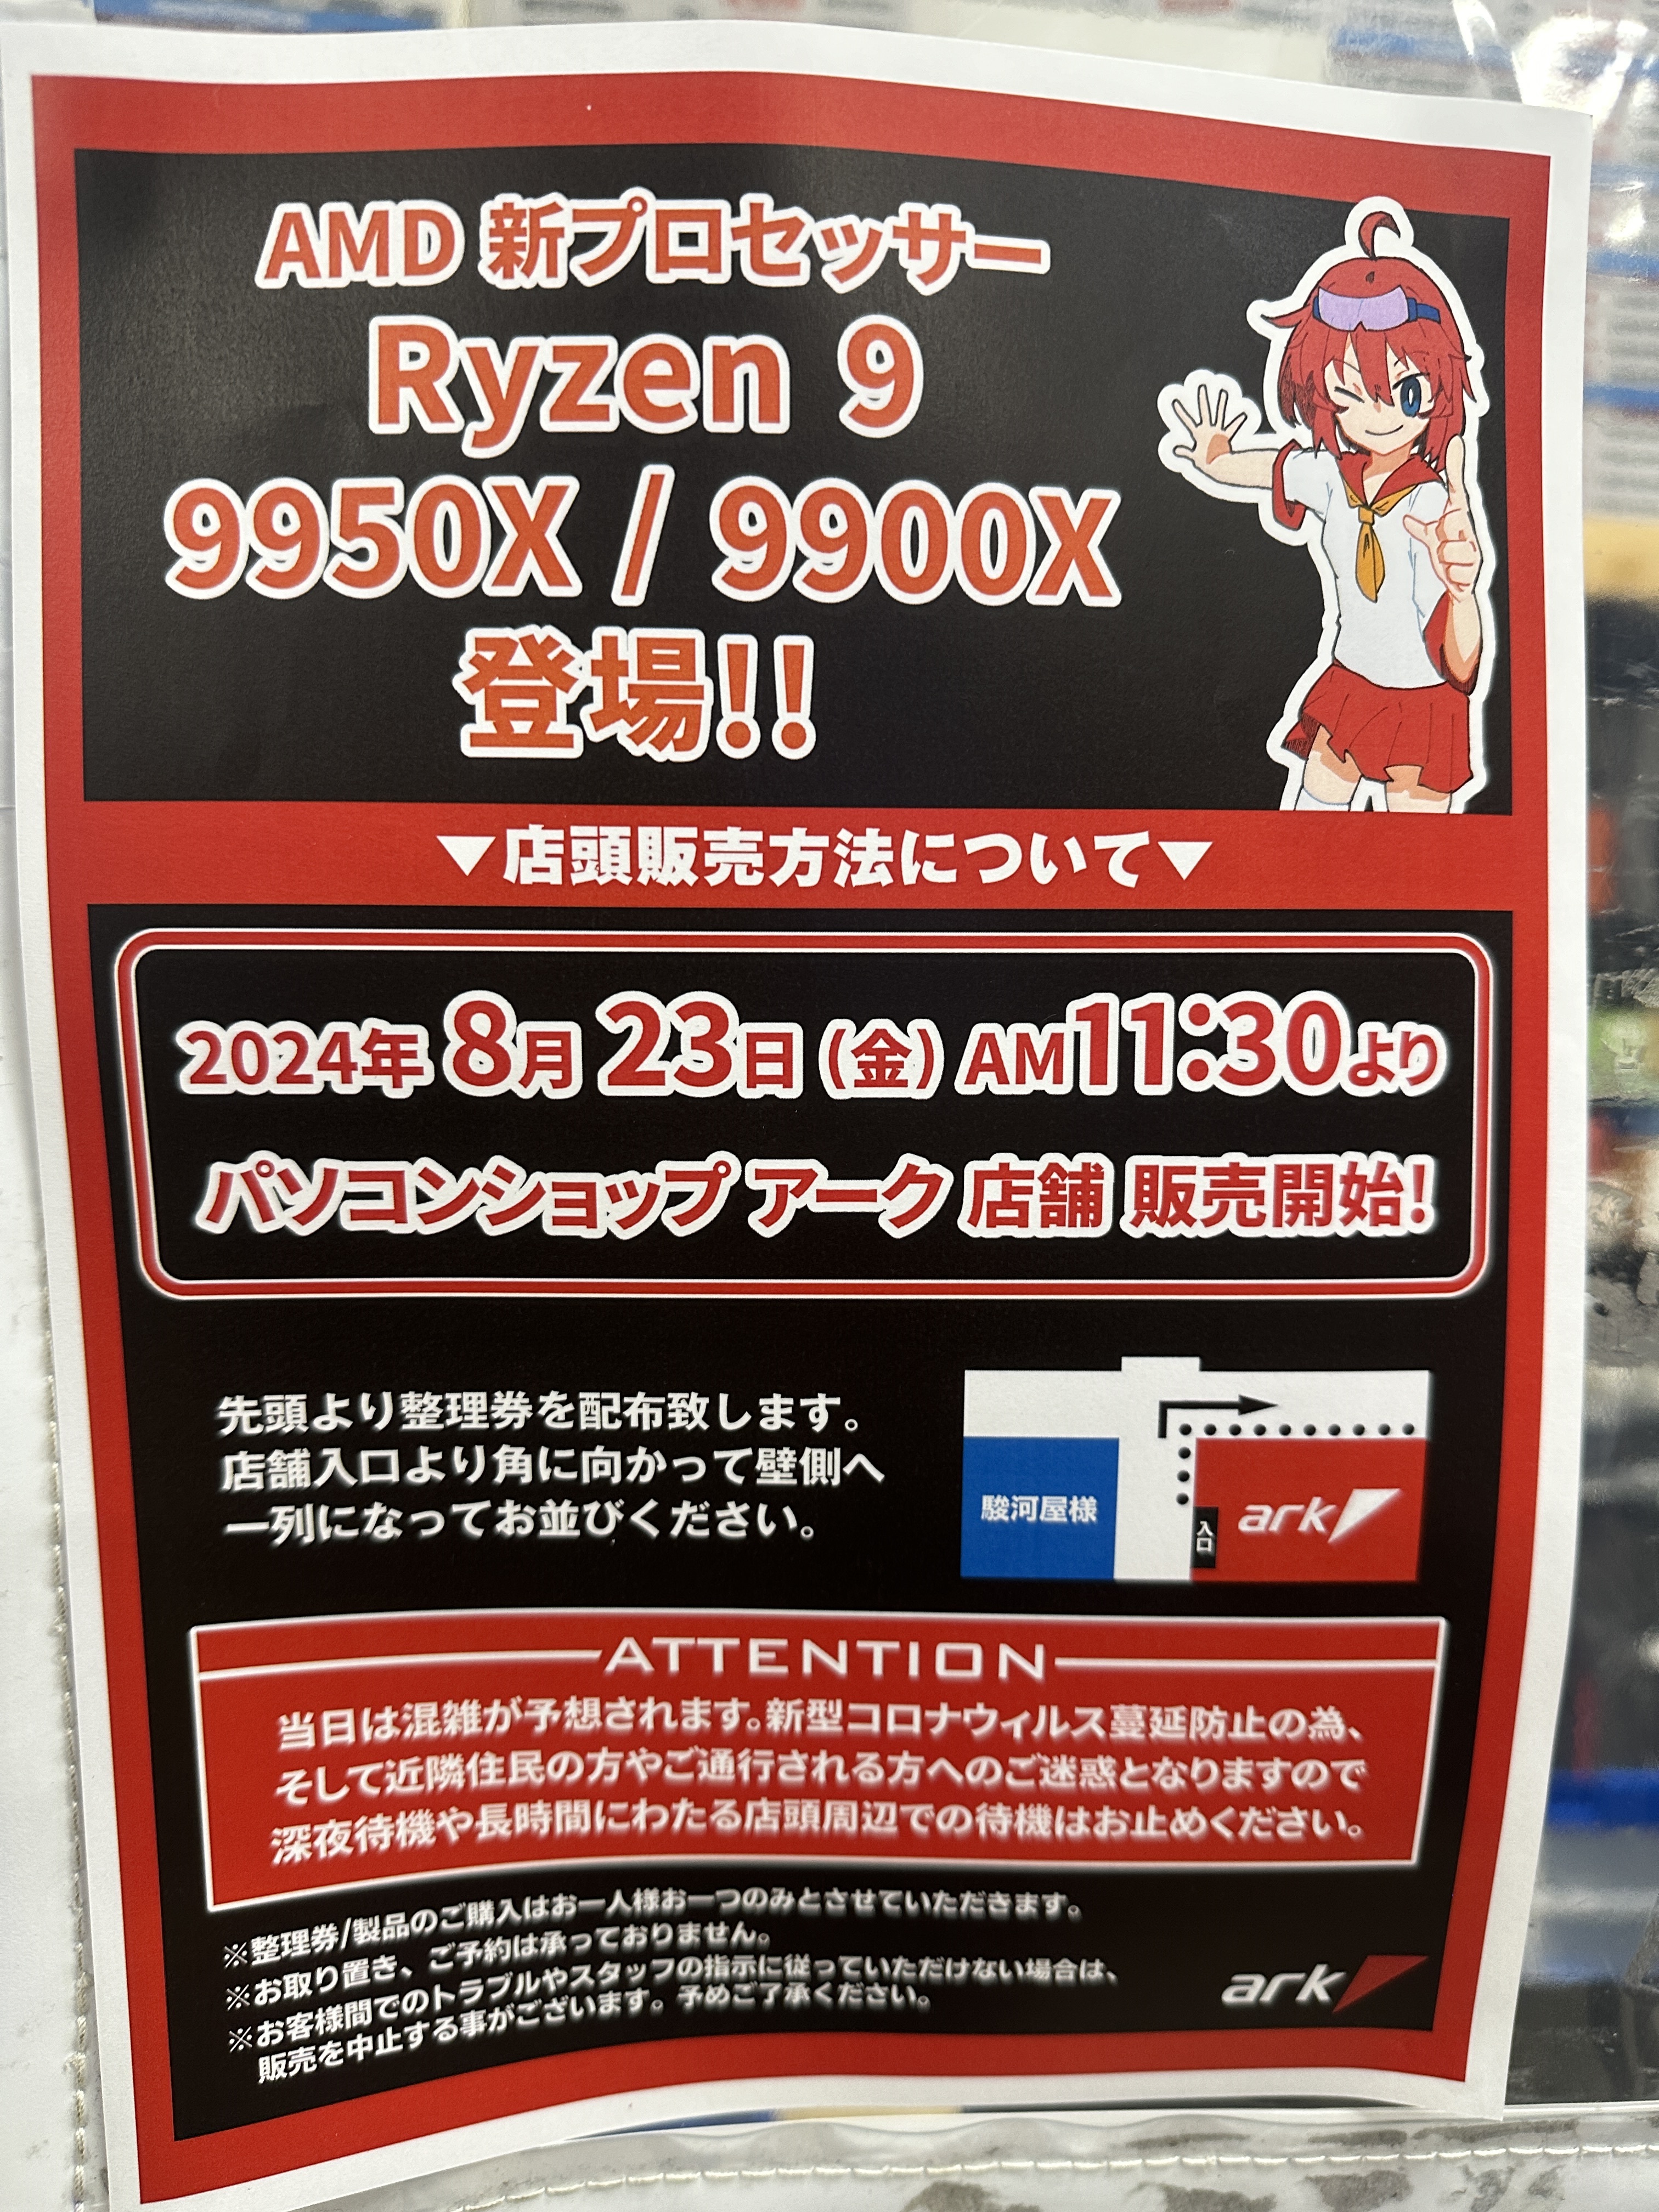 AMD 新プロセッサー
Ryzen 9
9950X / 9900X
登場!!
▼店頭販売方法について▼
2024年 8月 23日 (金) AM11:30より
パソコンショップ アーク 店舗 販売開始!
先頭より整理券を配布致します。
店舗入口より角に向かって壁側へ
一列になってお並びください。
駿河屋様
入口
ark
ATTENTION
当日は混雑が予想されます。新型コロナウィルス蔓延防止の為、
そして近隣住民の方やご通行される方へのご迷惑となりますので
深夜待機や長時間にわたる店頭周辺での待機はお止めください。
※整理券/製品のご購入はお一人様お一つのみとさせていただきます。
※お取り置き、ご予約は承っておりません。
※お客様間でのトラブルやスタッフの指示に従っていただけない場合は、
販売を中止する事がございます。予めご了承ください。
ark